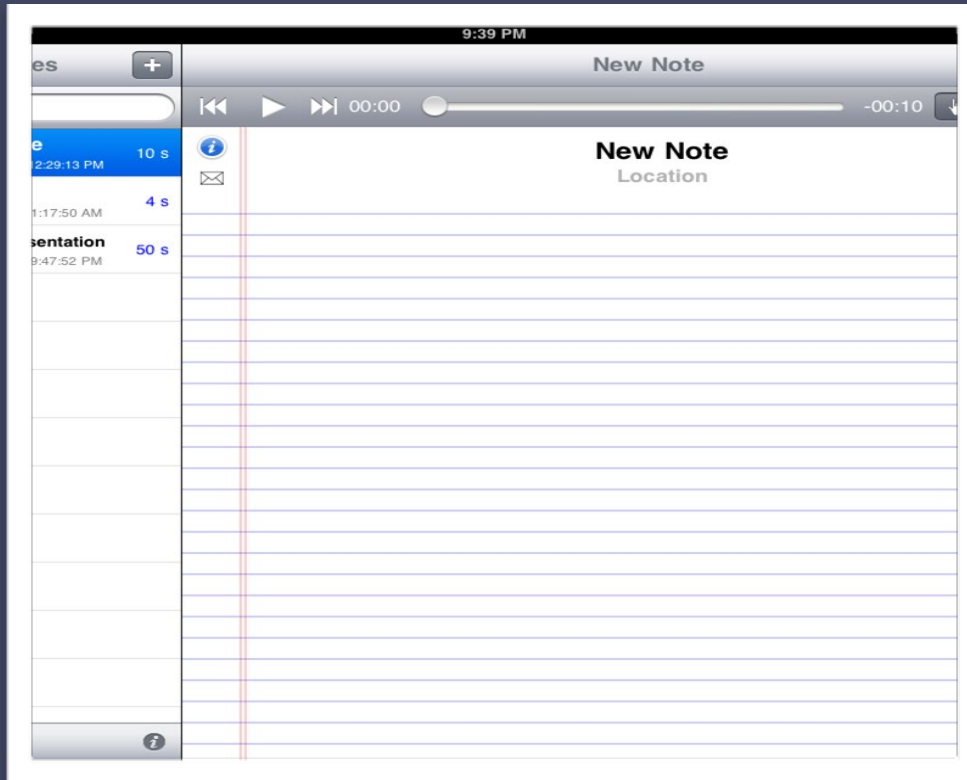 9:39 PM
es
New Note
00:00
-00:10
e
12:29:13 PM
10 s
1:17:50 AM
4 s
sentation
9:47:52 PM
50 s
New Note
Location